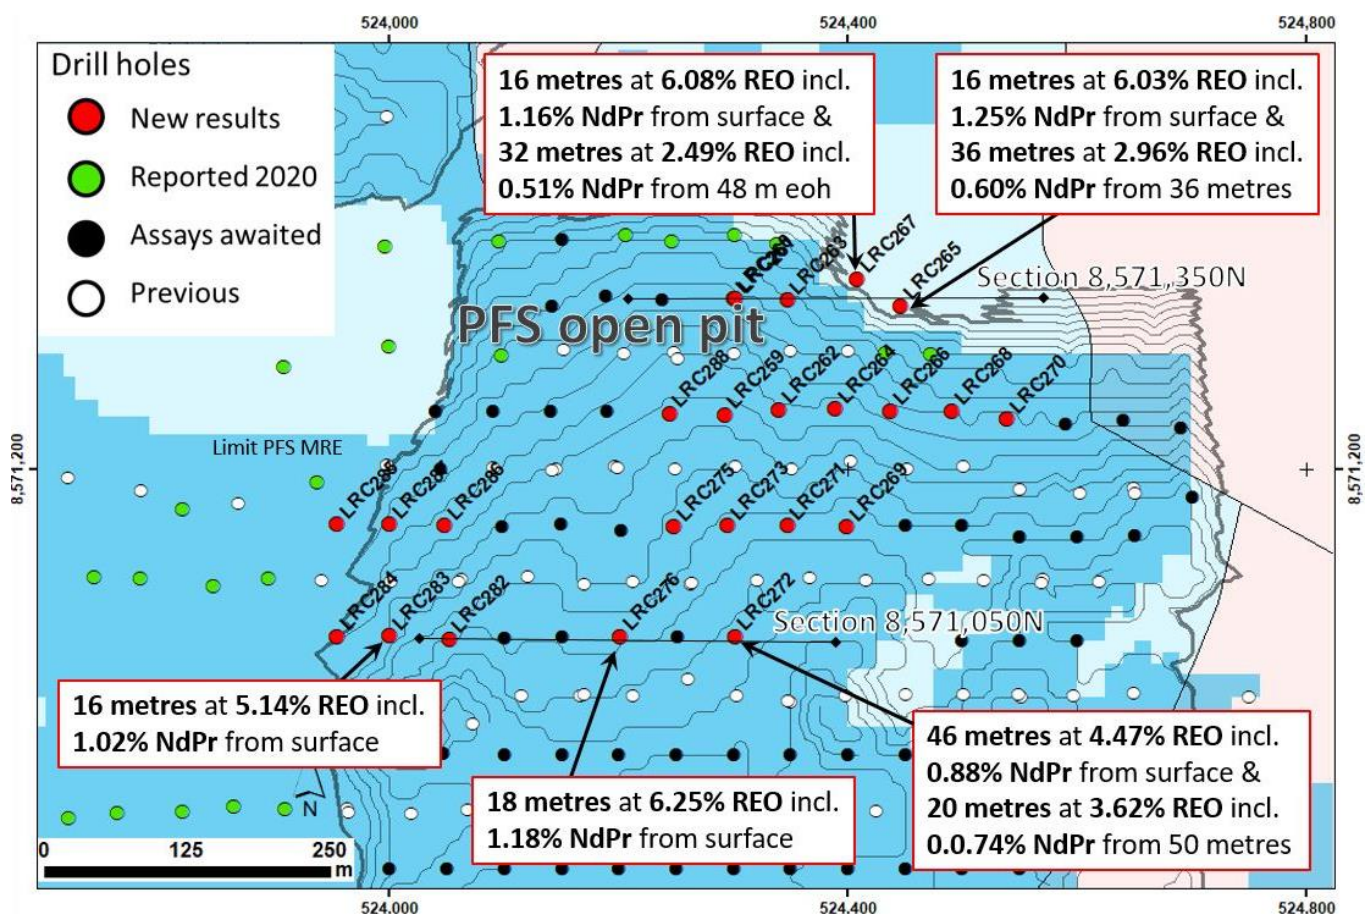 524,000
524,400
524,800
Drill holes
New results
Reported 2020
Assays awaited
Previous
16 metres at 6.08% REO incl.
1.16% NdPr from surface &
32 metres at 2.49% REO incl.
0.51% NdPr from 48 m eoh
16 metres at 6.03% REO incl.
1.25% NdPr from surface &
36 metres at 2.96% REO incl.
0.60% NdPr from 36 metres
LRC263
LRC267
LRC265
Section 8,571,350N
PFS open pit
LRC288
LRC259
LRC262
LRC264
LRC266
LRC268
LRC270
Limit PFS MRE
8,571,200
8,571,200
LRC285
LRC287
LRC286
LRC275
LRC273
LRC271
LRC269
LRC284
LRC283
LRC282
LRC276
LRC272
Section 8,571,050N
16 metres at 5.14% REO incl.
1.02% NdPr from surface
18 metres at 6.25% REO incl.
1.18% NdPr from surface
46 metres at 4.47% REO incl.
0.88% NdPr from surface &
20 metres at 3.62% REO incl.
0.0.74% NdPr from 50 metres
N
0 125 250
m
524,000
524,400
524,800